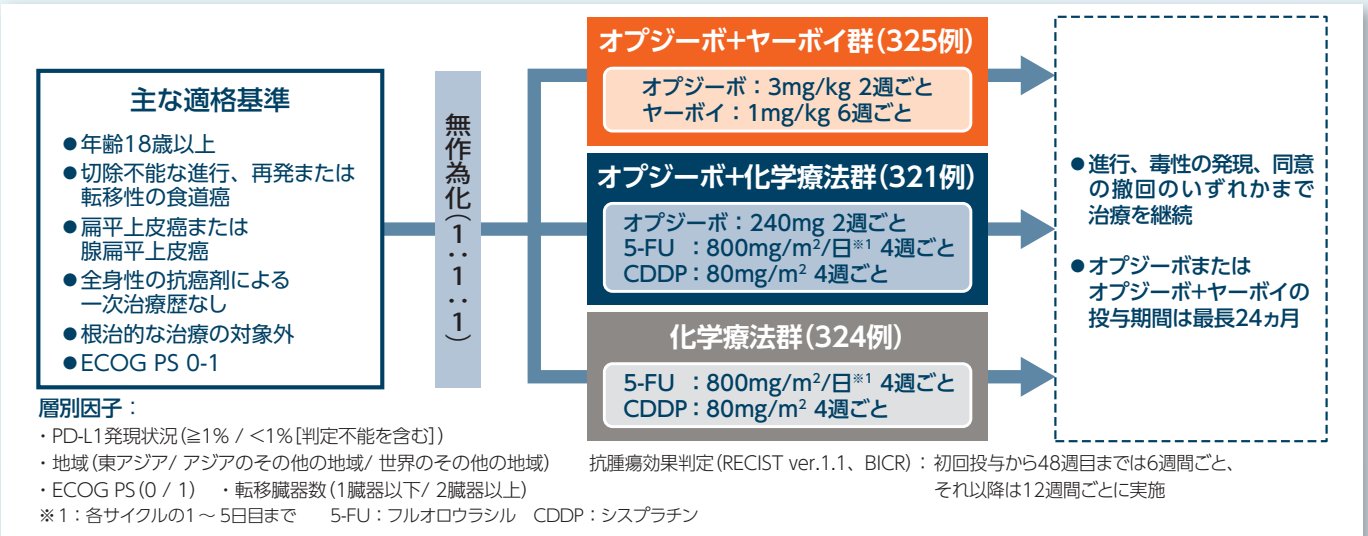 主な適格基準
●年齢18歳以上
●切除不能な進行、再発または
転移性の食道癌
●扁平上皮癌または
腺扁平上皮癌
●全身性の抗癌剤による
一次治療歴なし
●根治的な治療の対象外
●ECOG PS 0-1
無作為化(1:1:1)
オプジーボ+ヤーボイ群(325例)
オプジーボ:3mg/kg 2週ごと
ヤーボイ:1mg/kg 6週ごと
オプジーボ+化学療法群(321例)
オプジーボ:240mg 2週ごと
5-FU :800mg/m²/日※1 4週ごと
CDDP:80mg/m² 4週ごと
化学療法群(324例)
5-FU :800mg/m²/日※1 4週ごと
CDDP:80mg/m² 4週ごと
●進行、毒性の発現、同意
の撤回のいずれかまで
治療を継続
●オプジーボまたは
オプジーボ+ヤーボイの
投与期間は最長24ヵ月
層別因子:
・PD-L1発現状況(≧1% / <1%[判定不能を含む])
・地域(東アジア/ アジアのその他の地域/ 世界のその他の地域)
・ECOG PS(0 / 1) ・転移臓器数(1臓器以下/ 2臓器以上)
※1:各サイクルの1~5日目まで 5-FU:フルオロウラシル CDDP:シスプラチン
抗腫瘍効果判定(RECIST ver.1.1、BICR):初回投与から48週目までは6週間ごと、
それ以降は12週間ごとに実施